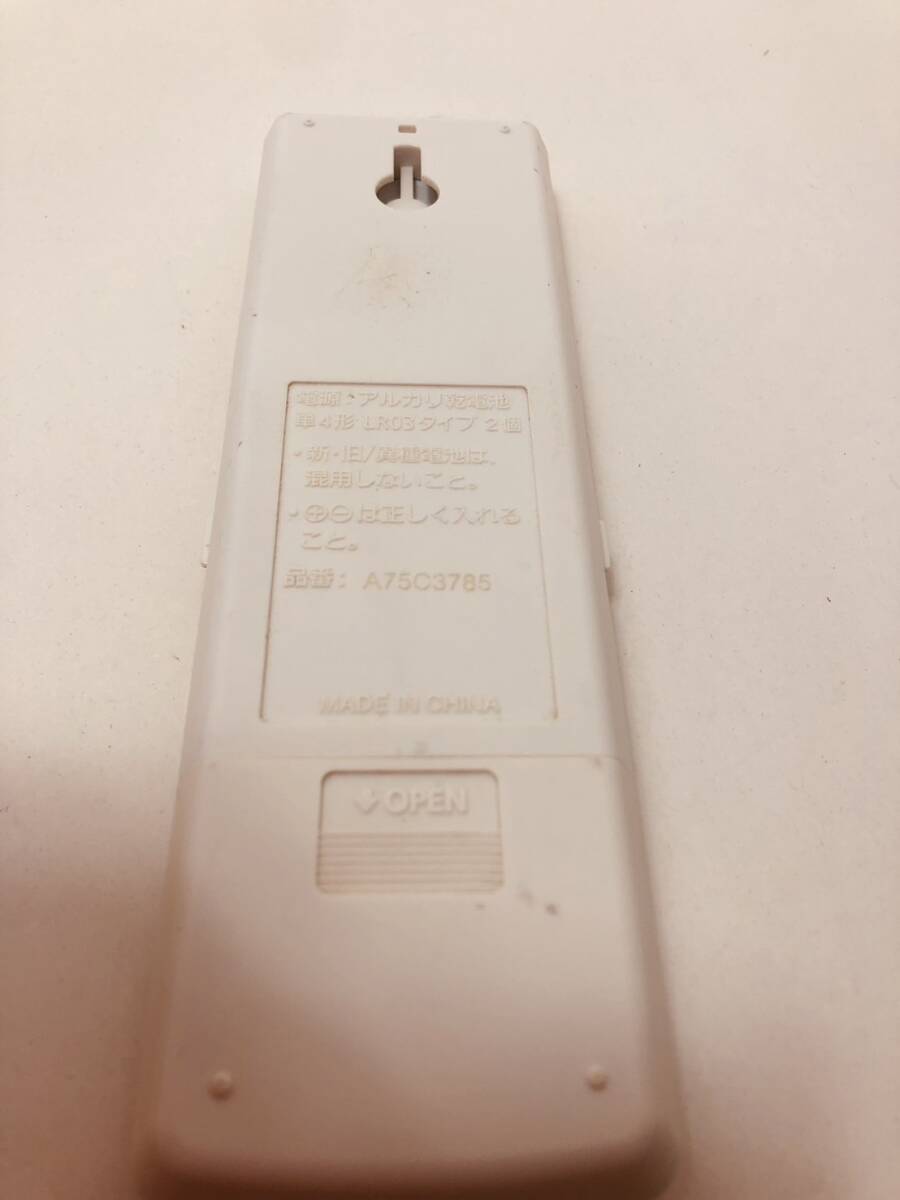 電源：アルカリ乾電池
単4形 LR03タイプ 2個
・新・旧/異種電池は、
混用しないこと。
・⊕⊖は正しく入れる
こと。
品番： A75C3785
MADE IN CHINA
↓OPEN